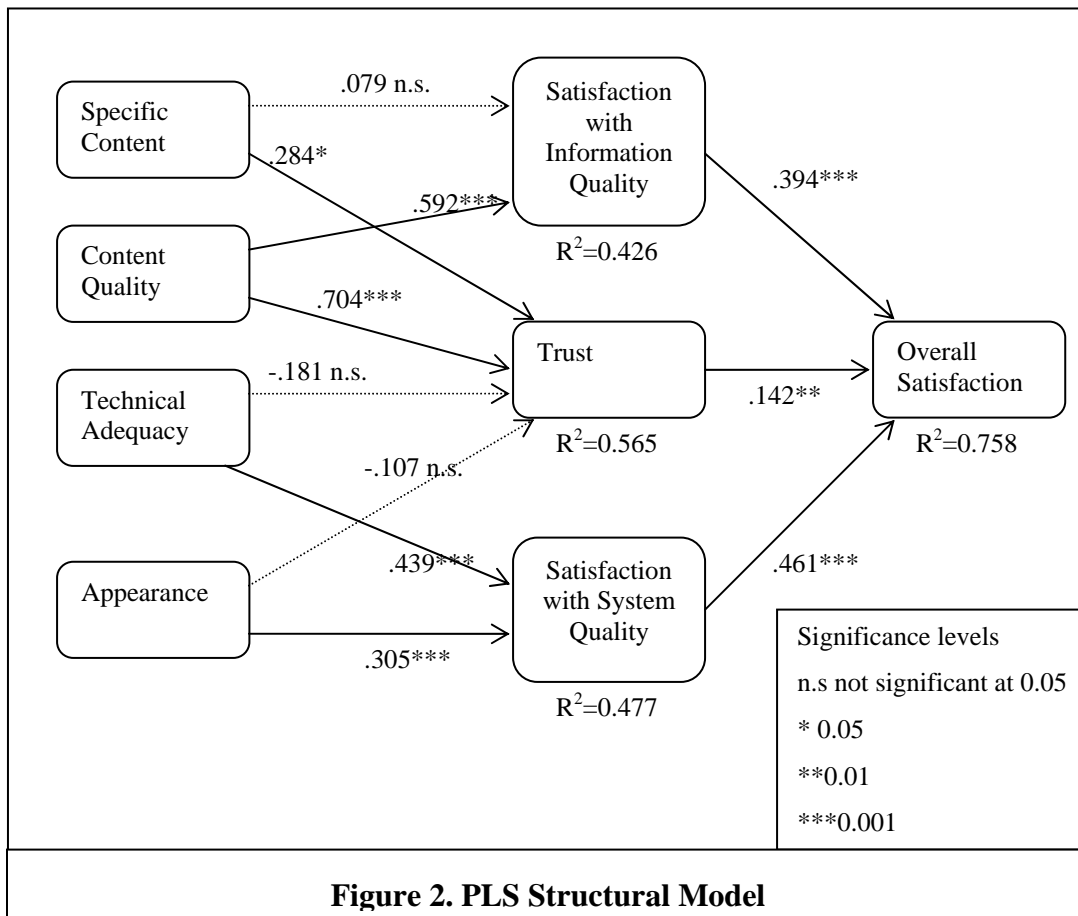 .079 n.s.
Specific
Content
.284*
Satisfaction
with
Information
Quality
.592***
R²=0.426
.394***
Content
Quality
.704***
Trust
R²=0.565
.142**
Overall
Satisfaction
R²=0.758
-.181 n.s.
Technical
Adequacy
-.107 n.s.
.439***
Appearance
.305***
Satisfaction
with System
Quality
R²=0.477
.461***
Significance levels
n.s not significant at 0.05
* 0.05
**0.01
***0.001
Figure 2. PLS Structural Model